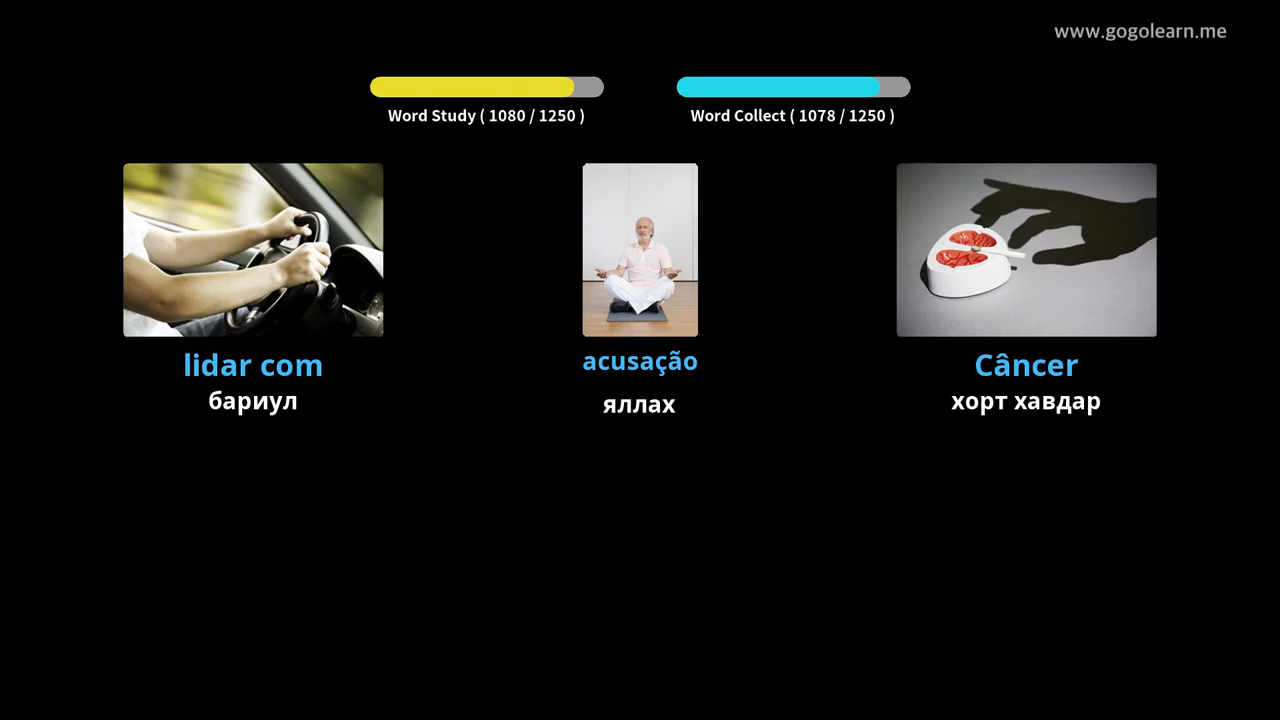 www.gogolearn.me
Word Study ( 1080 / 1250 )
Word Collect ( 1078 / 1250 )
lidar com
бариул
acusação
яллах
Câncer
хорт хавдар